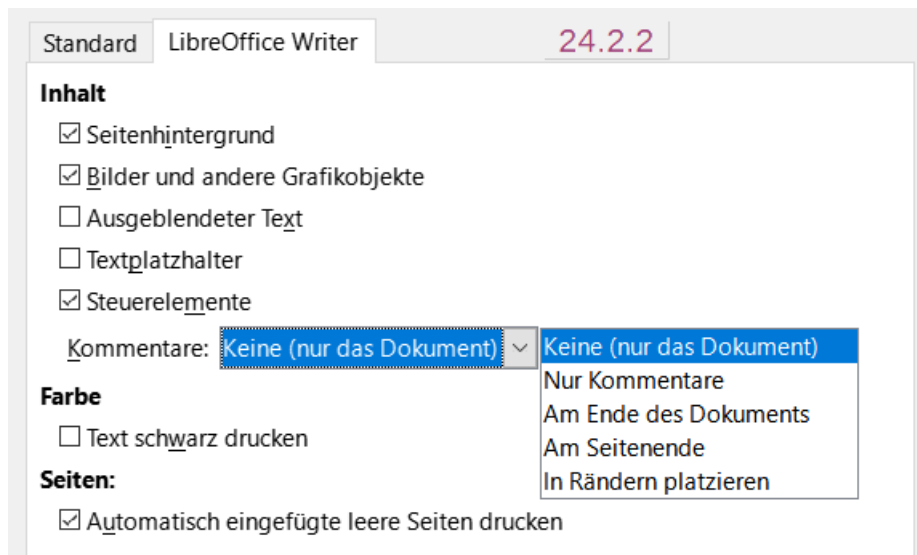 Standard
LibreOffice Writer
24.2.2
Inhalt
Seitenhintergrund
Bilder und andere Grafikobjekte
Ausgeblendeter Text
Textplatzhalter
Steuerelemente
Kommentare: Keine (nur das Dokument)
Keine (nur das Dokument)
Nur Kommentare
Am Ende des Dokuments
Am Seitenende
In Rändern platzieren
Farbe
Text schwarz drucken
Seiten:
Automatisch eingefügte leere Seiten drucken